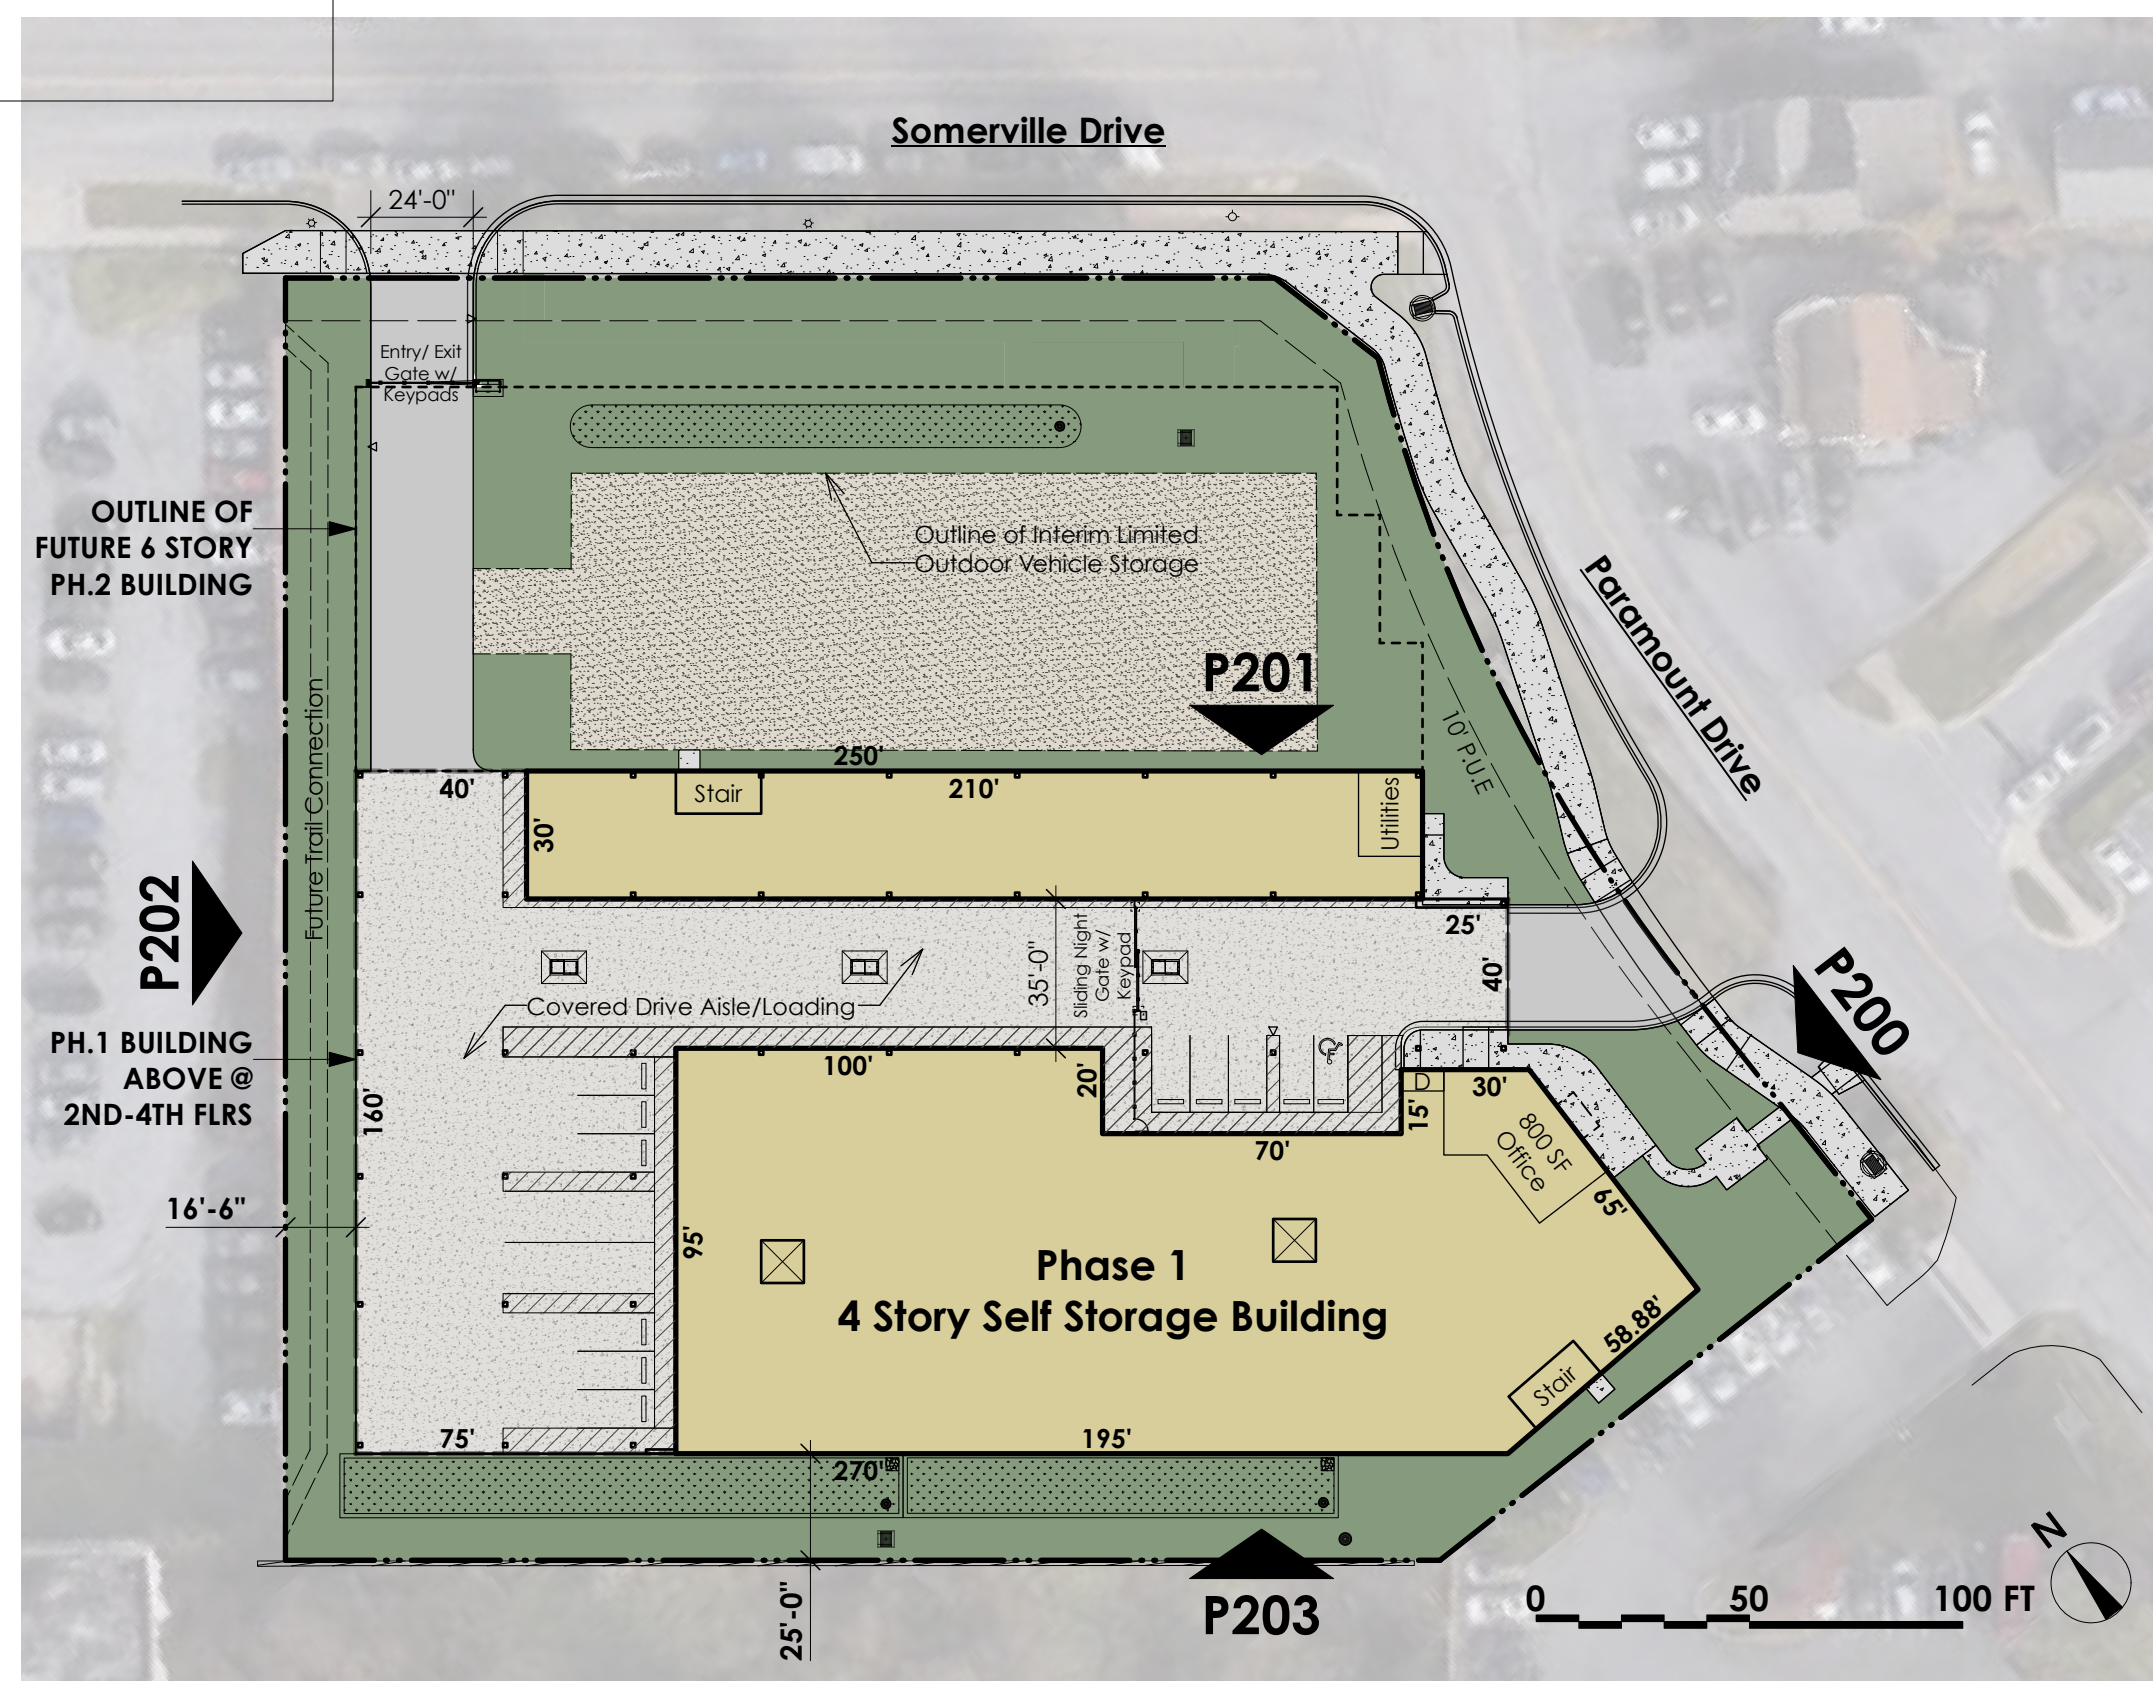 Somerville Drive
24'-0"
Entry/ Exit
Gate w/
Keypads
OUTLINE OF
FUTURE 6 STORY
PH.2 BUILDING
Outline of Interim Limited
Outdoor Vehicle Storage
Paramount Drive
P201
10' P.U.E
Future Trail Connection
250'
40'
Stair
210'
Utilities
30'
P202
25'
35'-0"
Sliding Night
Gate w/
Keypad
40'
P200
Covered Drive Aisle/Loading
PH.1 BUILDING
ABOVE @
2ND-4TH FLRS
100'
20'
D
30'
15'
160'
70'
800 SF
Office
65'
16'-6"
95'
Phase 1
4 Story Self Storage Building
58.88'
Stair
75'
195'
270'
25'-0"
P203
0
50
100 FT
N